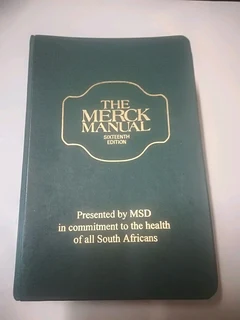 THE
MERCK
MANUAL
SIXTEENTH
EDITION
Presented by MSD
in commitment to the health
of all South Africans